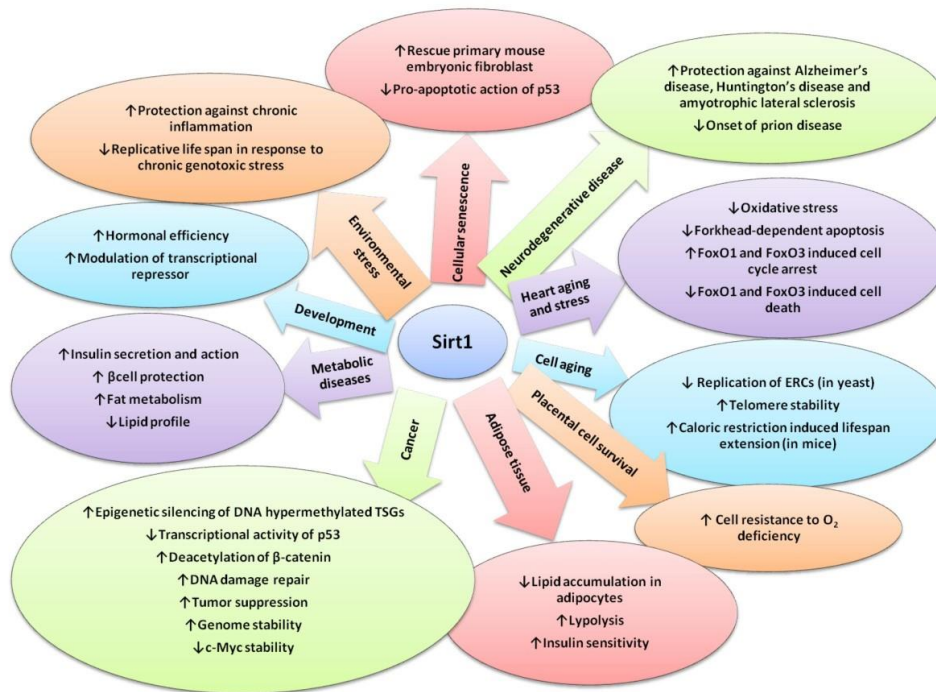 ↑Rescue primary mouse
embryonic fibroblast
↓Pro-apoptotic action of p53
↑Protection against Alzheimer's
disease, Huntington's disease and
amyotrophic lateral sclerosis
↓Onset of prion disease
↑Protection against chronic
inflammation
↓Replicative life span in response to
chronic genotoxic stress
↓Oxidative stress
↓Forkhead-dependent apoptosis
↑FoxO1 and FoxO3 induced cell
cycle arrest
↓FoxO1 and FoxO3 induced cell
death
↑Hormonal efficiency
↑Modulation of transcriptional
repressor
Environmental
stress
Cellular senescence
Neurodegenerative disease
Heart aging
and stress
Development
Sirt1
Cell aging
Metabolic
diseases
Cancer
Adipose tissue
Placental cell survival
↑Insulin secretion and action
↑ βcell protection
↑Fat metabolism
↓Lipid profile
↓ Replication of ERCs (in yeast)
↑Telomere stability
↑Caloric restriction induced lifespan
extension (in mice)
↑ Cell resistance to O₂
deficiency
↑Epigenetic silencing of DNA hypermethylated TSGs
↓Transcriptional activity of p53
↑Deacetylation of β-catenin
↑DNA damage repair
↑Tumor suppression
↑Genome stability
↓c-Myc stability
↓Lipid accumulation in
adipocytes
↑Lypolysis
↑Insulin sensitivity